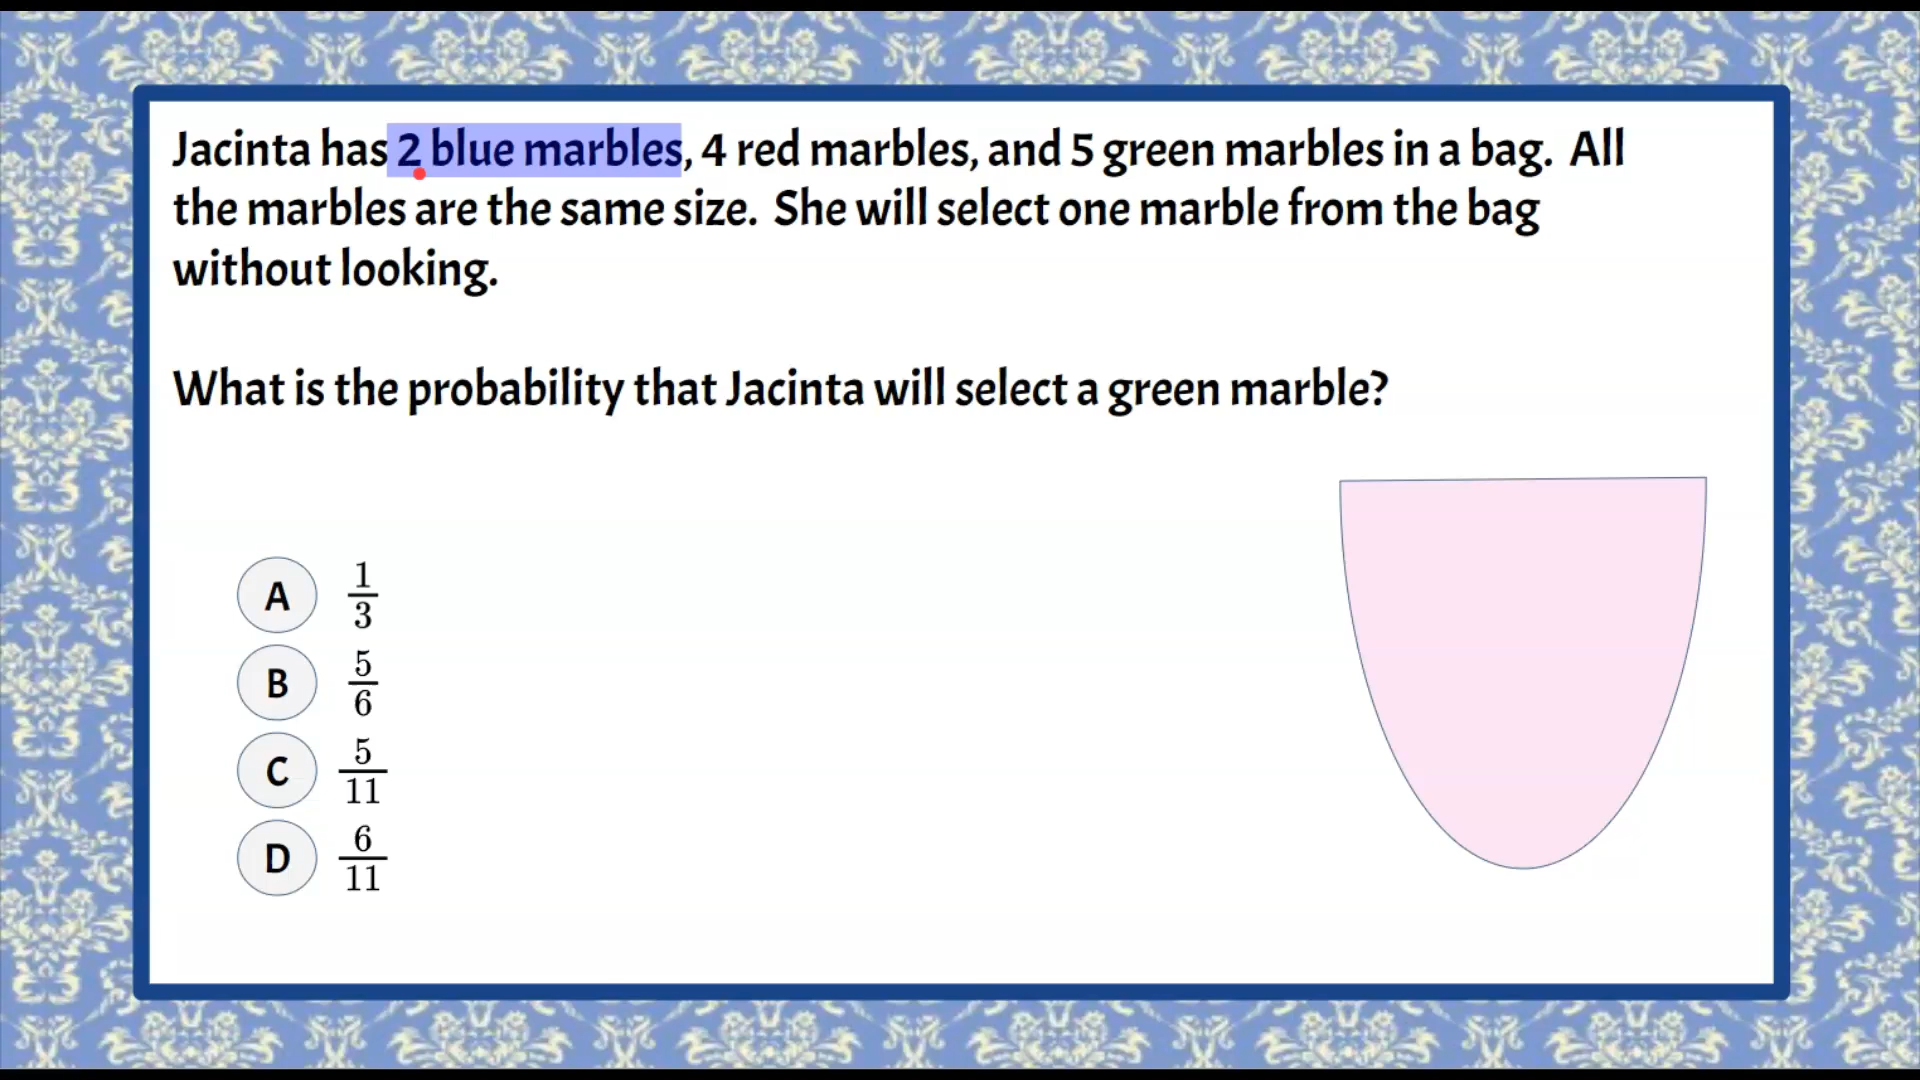 Jacinta has 2 blue marbles, 4 red marbles, and 5 green marbles in a bag. All
the marbles are the same size. She will select one marble from the bag
without looking.
What is the probability that Jacinta will select a green marble?
A 1/3
B 5/6
C 5/11
D 6/11